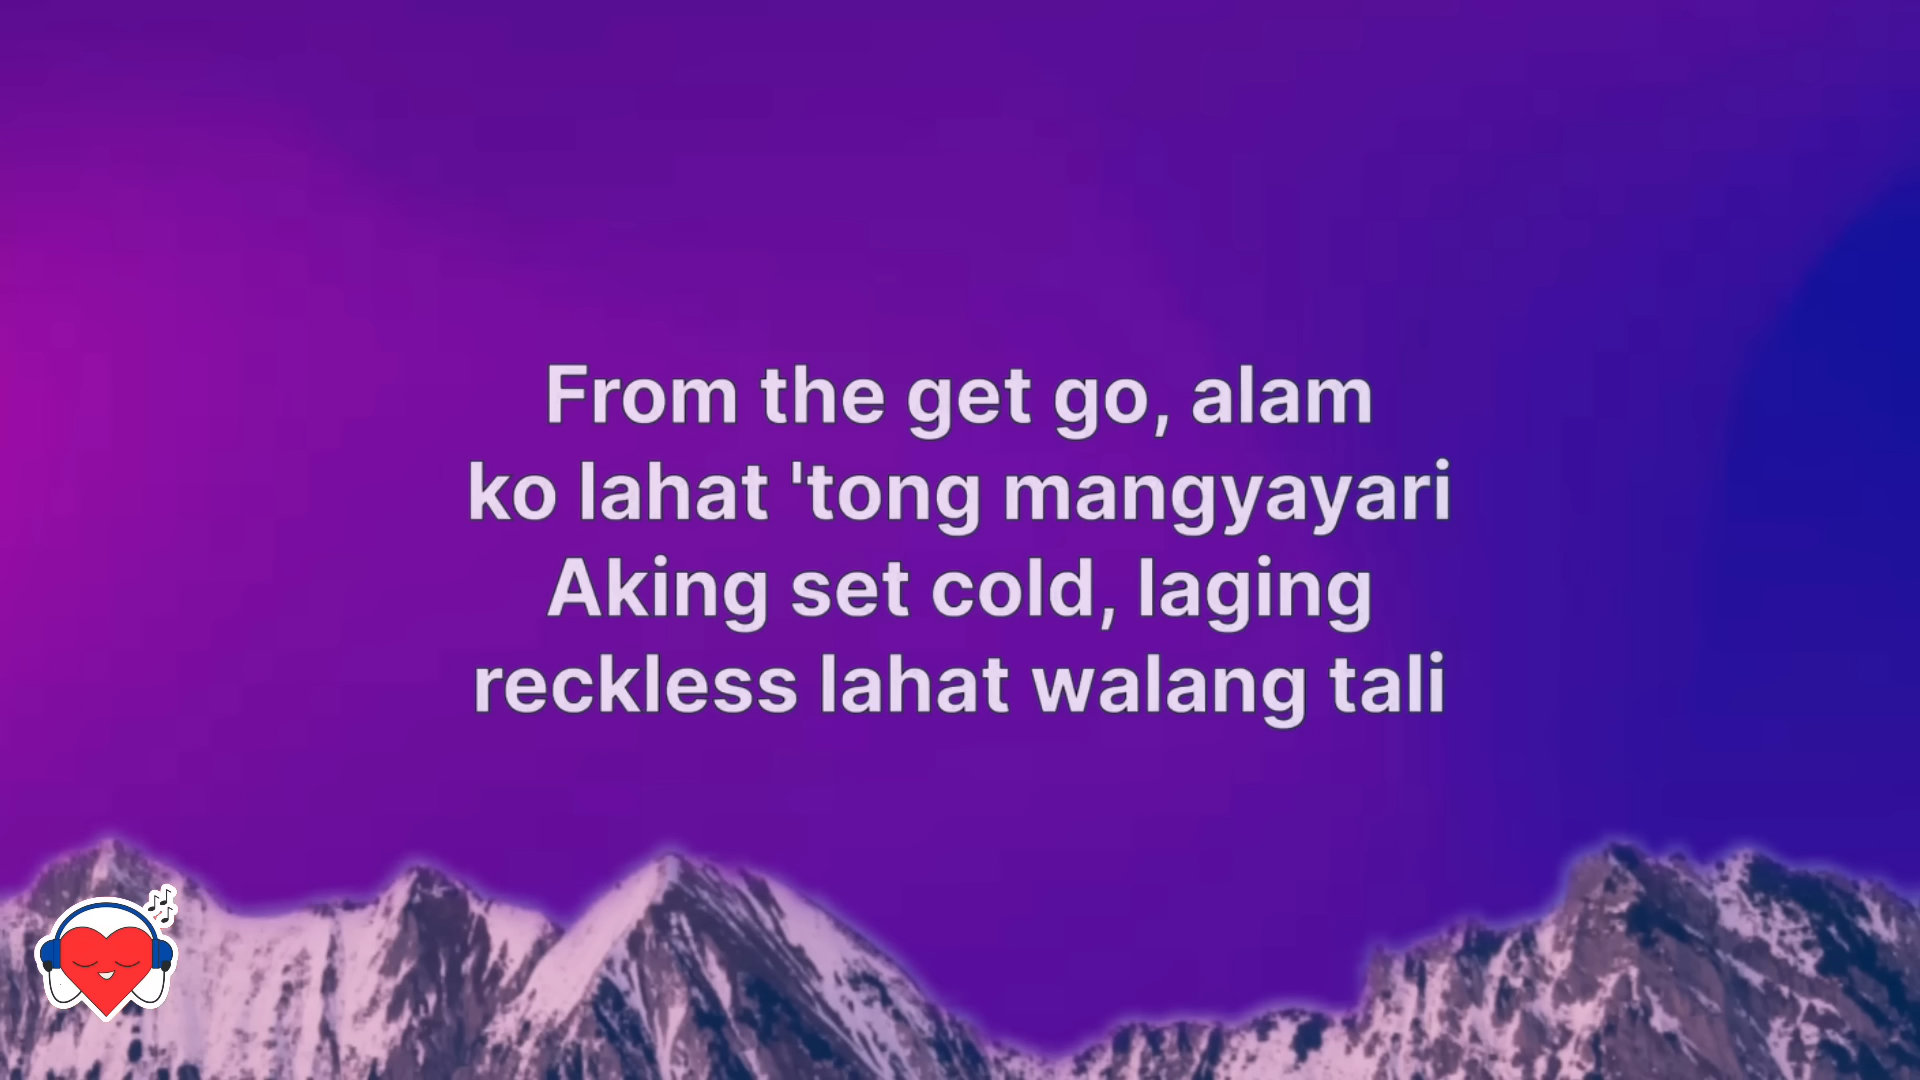 From the get go, alam
ko lahat 'tong mangyayari
Aking set cold, laging
reckless lahat walang tali